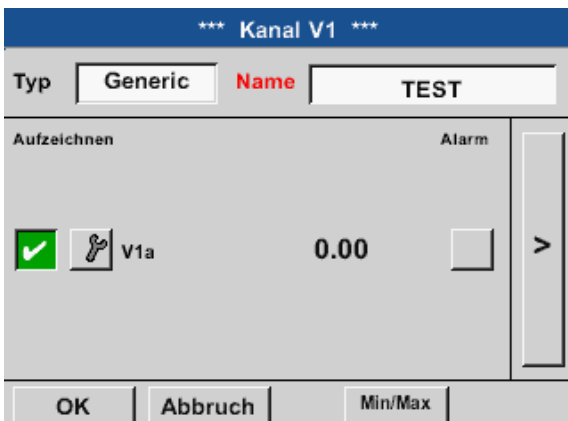 *** Kanal V1 ***
Typ Generic Name TEST
Aufzeichnen Alarm
V1a 0.00 >
OK Abbruch Min/Max